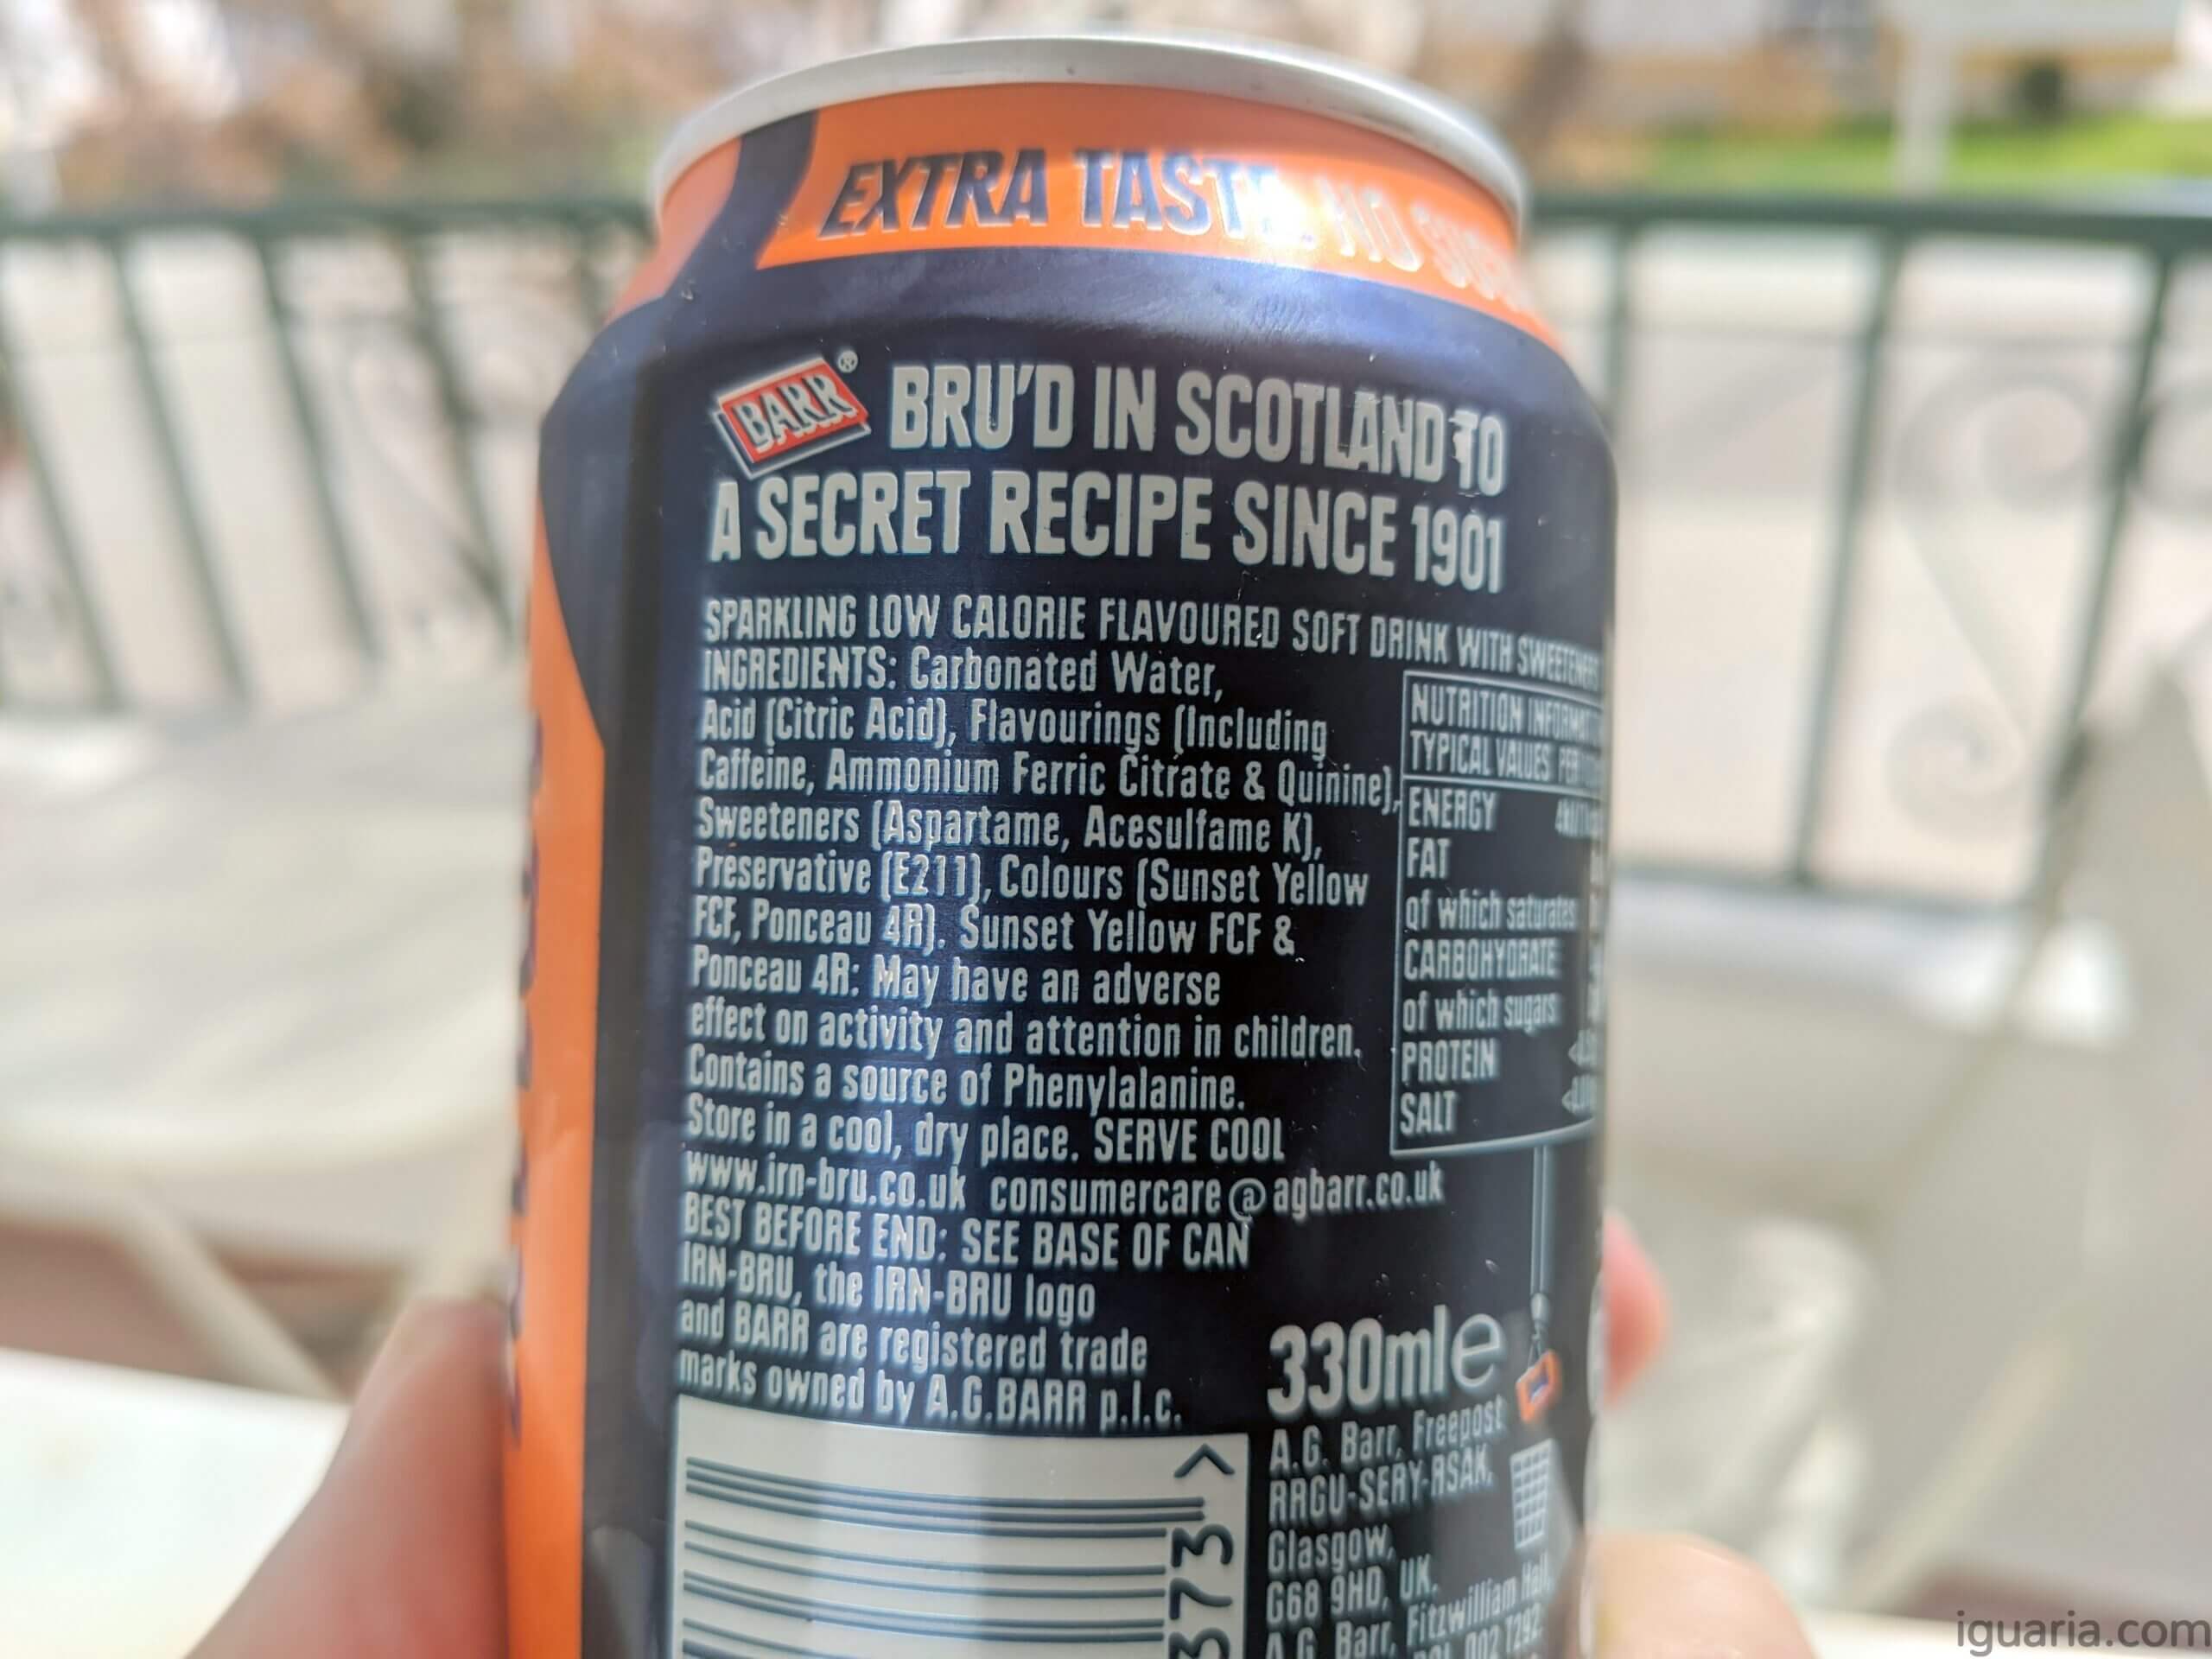 EXTRA TASTE. NO
BARR®
BRU'D IN SCOTLAND TO
A SECRET RECIPE SINCE 1901
SPARKLING LOW CALORIE FLAVOURED SOFT DRINK WITH
INGREDIENTS: Carbonated Water,
Acid (Citric Acid), Flavourings (Including
Caffeine, Ammonium Ferric Citrate & Quinine),
Sweeteners (Aspartame, Acesulfame K),
Preservative (E211), Colours (Sunset Yellow
FCF, Ponceau 4R). Sunset Yellow FCF &
Ponceau 4R: May have an adverse
effect on activity and attention in children.
Contains a source of Phenylalanine.
Store in a cool, dry place. SERVE COOL
www.irn-bru.co.uk consumercare@agbarr.co.uk
BEST BEFORE END: SEE BASE OF CAN
IRN-BRU, the IRN-BRU logo
and BARR are registered trade
marks owned by A.G.BARR p.l.c.
NUTRITION
TYPICAL VALUES
ENERGY
FAT
of which saturates
CARBOHYDRATE
of which sugars
PROTEIN
SALT
330mle
A.G. Barr, Freepost
RRGU-SERY-RSAK,
Glasgow,
G68 9HD, UK.
A.G. Barr, Fitzwilliam Hall,
373>
iguaria.com